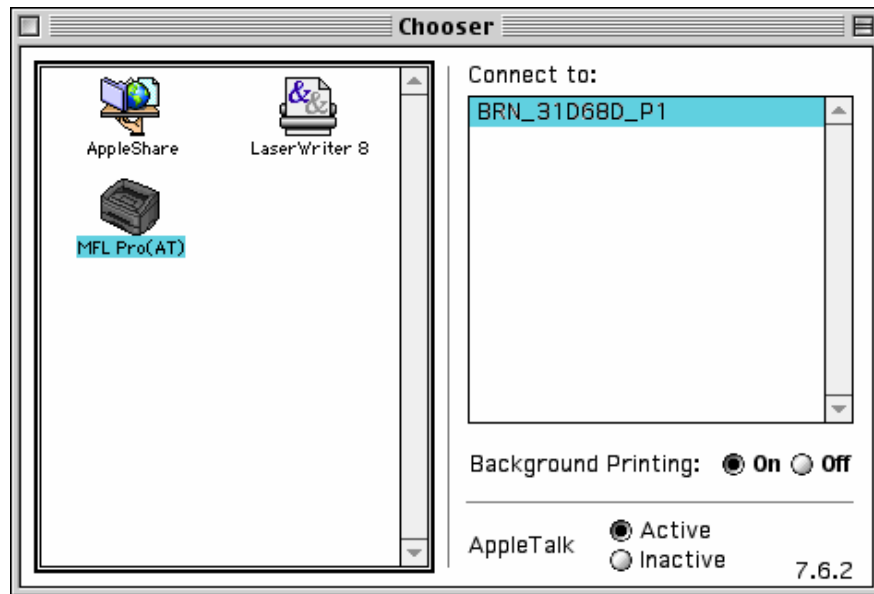 Chooser
AppleShare
LaserWriter 8
MFL Pro(AT)
Connect to:
BRN_31D68D_P1
Background Printing: On Off
AppleTalk Active
Inactive
7.6.2